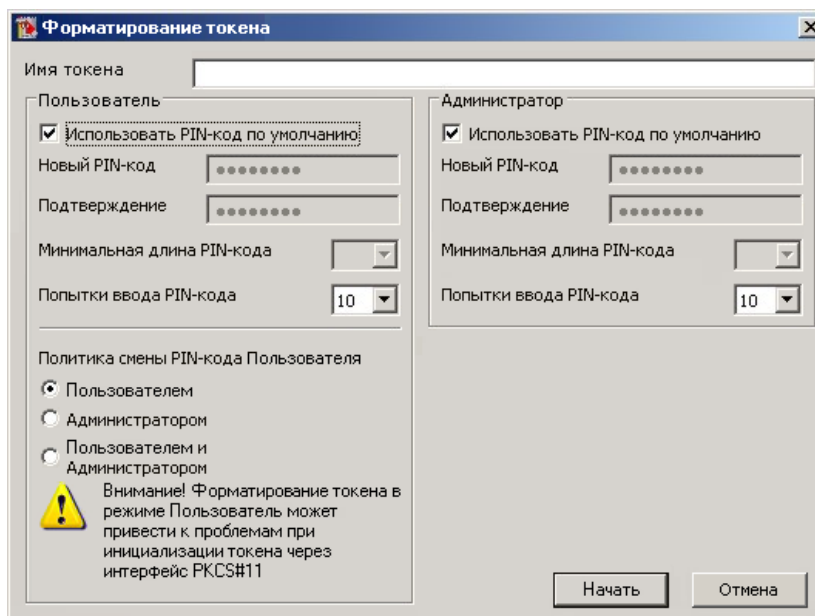 Форматирование токена
Имя токена
Пользователь
Использовать PIN-код по умолчанию
Новый PIN-код
Подтверждение
Минимальная длина PIN-кода
Попытки ввода PIN-кода
10
Политика смены PIN-кода Пользователя
Пользователем
Администратором
Пользователем и
Администратором
Внимание! Форматирование токена в
режиме Пользователь может
привести к проблемам при
инициализации токена через
интерфейс PKCS#11
Администратор
Использовать PIN-код по умолчанию
Новый PIN-код
Подтверждение
Минимальная длина PIN-кода
Попытки ввода PIN-кода
10
Начать
Отмена